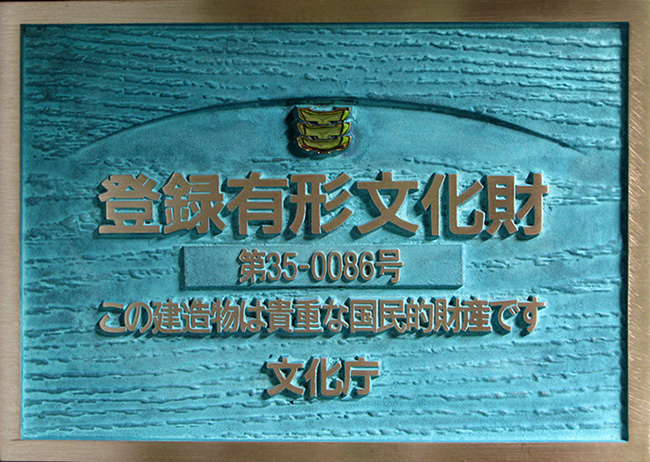 登録有形文化財
第35-0086号
この建造物は貴重な国民的財産です
文化庁